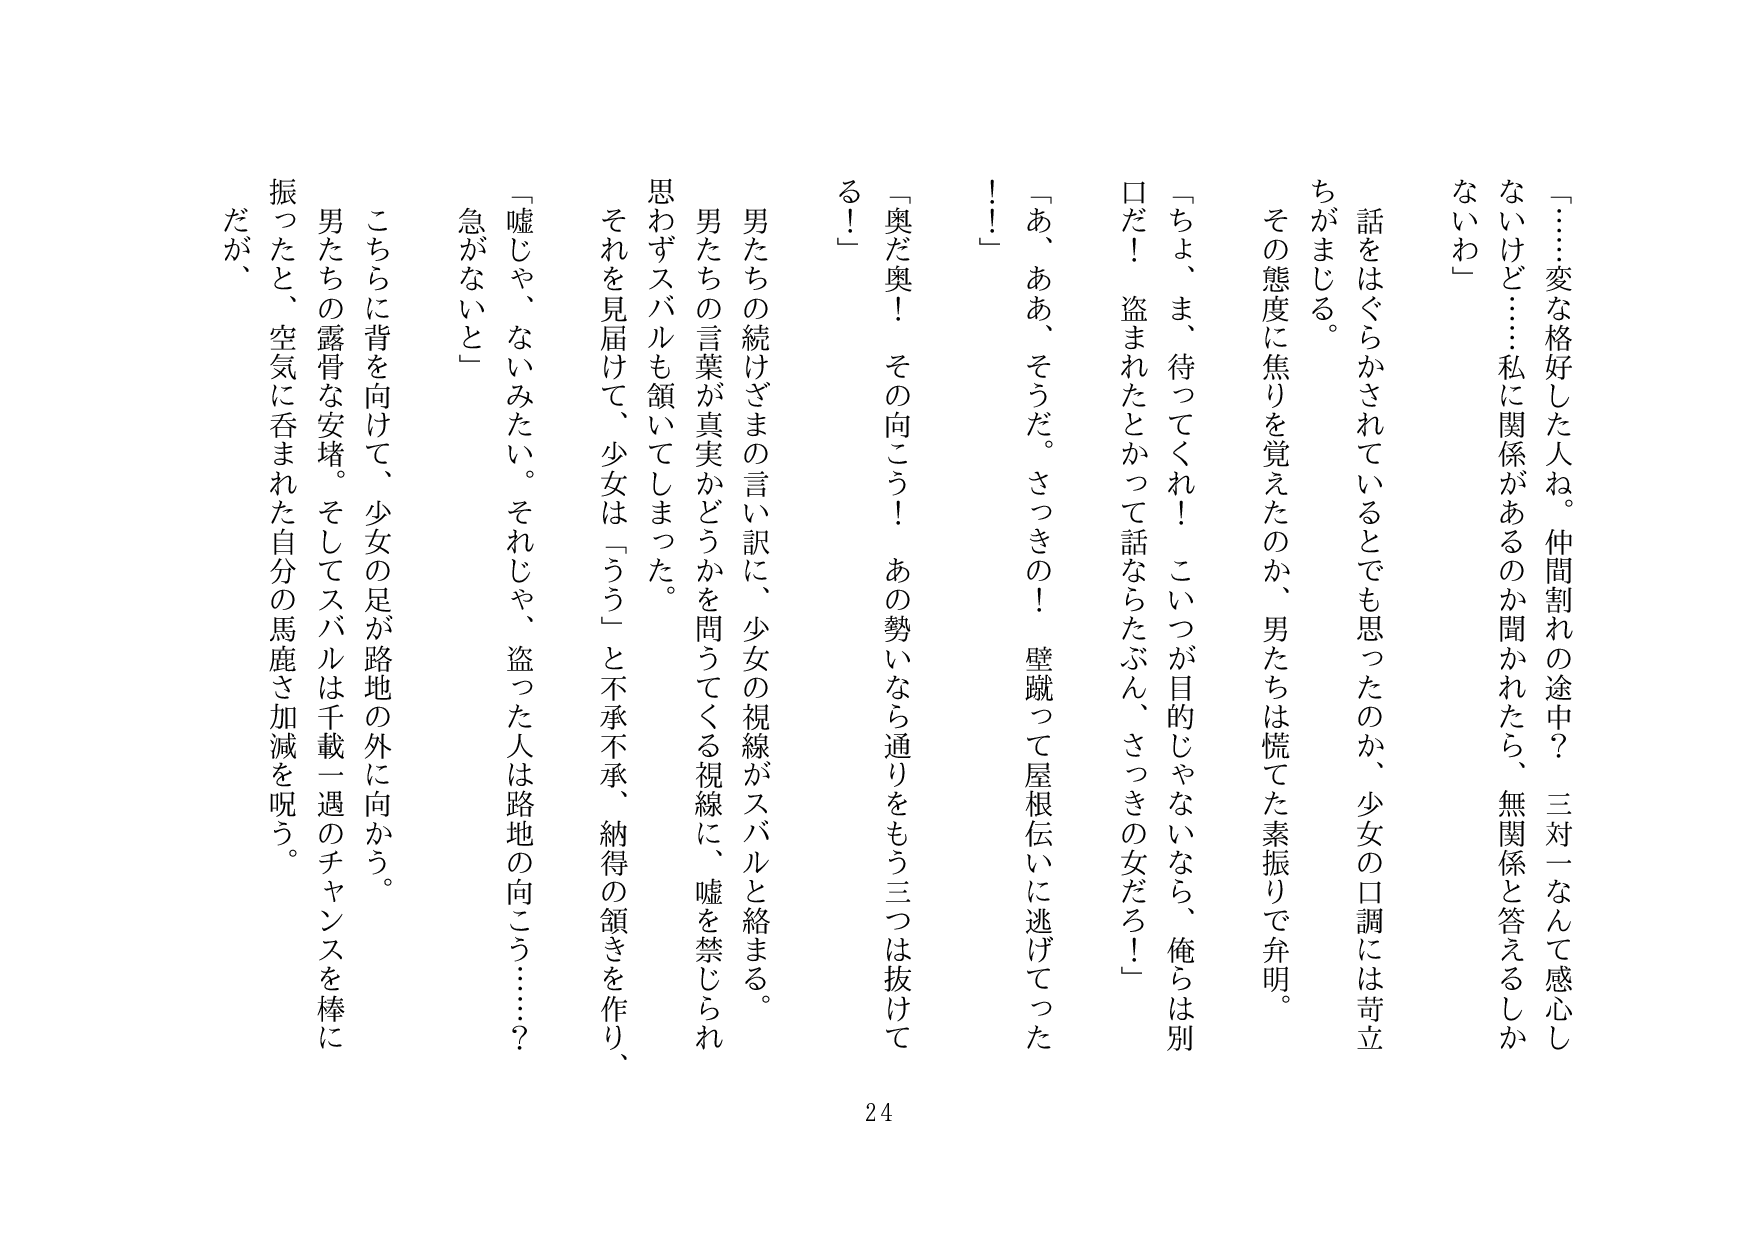 「……変な格好した人ね。仲間割れの途中？　三対一なんて感心し
ないけど……私に関係があるのか聞かれたら、無関係と答えるしか
ないわ」
　話をはぐらかされているとでも思ったのか、少女の口調には苛立
ちがまじる。
　その態度に焦りを覚えたのか、男たちは慌てた素振りで弁明。
「ちょ、ま、待ってくれ！　こいつが目的じゃないなら、俺らは別
口だ！　盗まれたとかって話ならたぶん、さっきの女だろ！」
「あ、ああ、そうだ。さっきの！　壁蹴って屋根伝いに逃げてった
！！」
「奥だ奥！　その向こう！　あの勢いなら通りをもう三つは抜けて
る！」
　男たちの続けざまの言い訳に、少女の視線がスバルと絡まる。
　男たちの言葉が真実かどうかを問うてくる視線に、嘘を禁じられ
思わずスバルも頷いてしまった。
　それを見届けて、少女は「うう」と不承不承、納得の頷きを作り、
「嘘じゃ、ないみたい。それじゃ、盗った人は路地の向こう……？
　急がないと」
　こちらに背を向けて、少女の足が路地の外に向かう。
　男たちの露骨な安堵。そしてスバルは千載一遇のチャンスを棒に
振ったと、空気に呑まれた自分の馬鹿さ加減を呪う。
　だが、
24